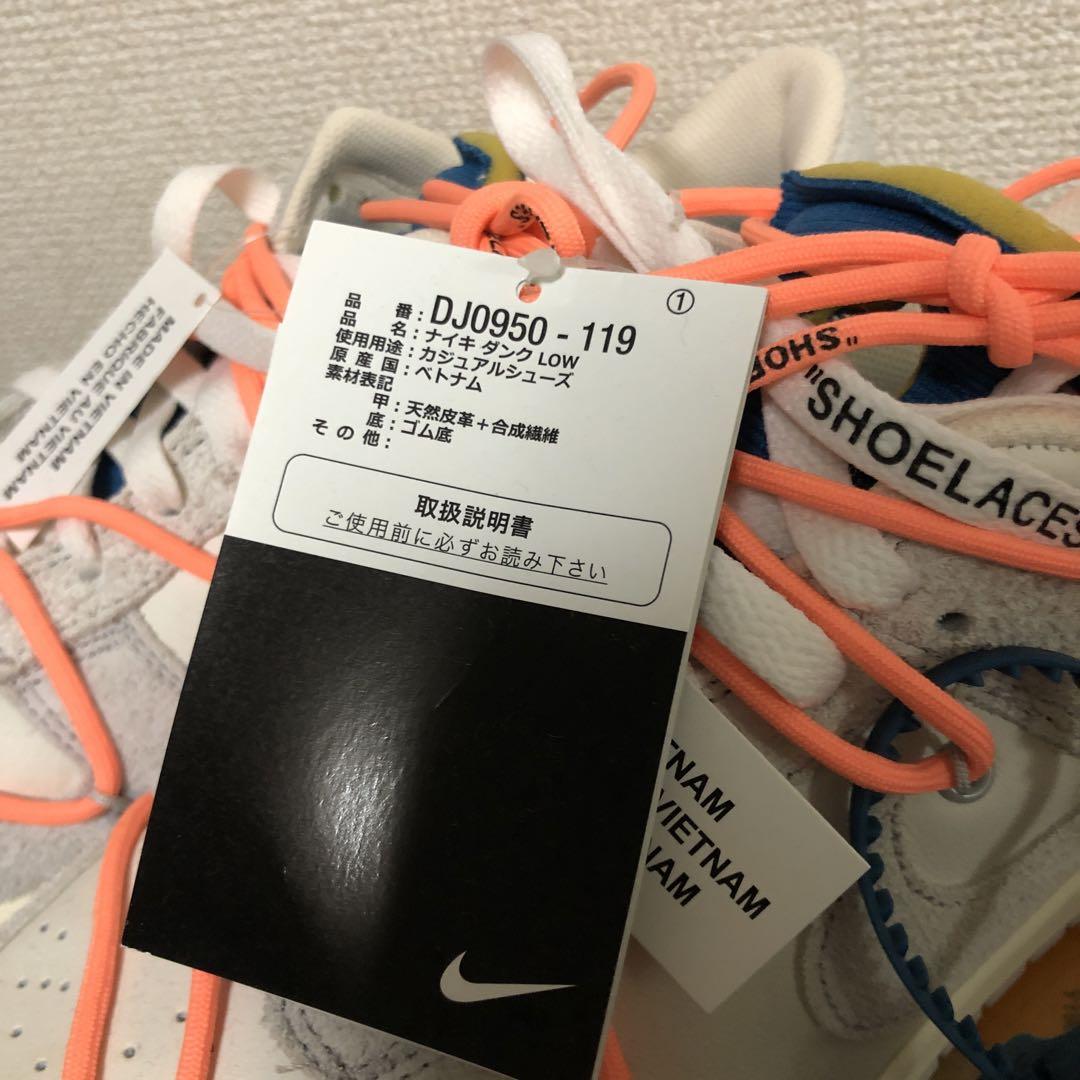 ①
品 番 : DJ0950 - 119
品 名 : ナイキ ダンク LOW
使用用途 : カジュアルシューズ
原 産 国 : ベトナム
素材表記
甲 : 天然皮革 + 合成繊維
底 : ゴム底
そ の 他 :
取扱説明書
ご使用前に必ずお読み下さい
MADE IN VIETNAM
FABRIQUE AU VIETNAM
HECHO EN VIETNAM
"SHOELACES
"SHOE
TNAM
VIETNAM
NAM